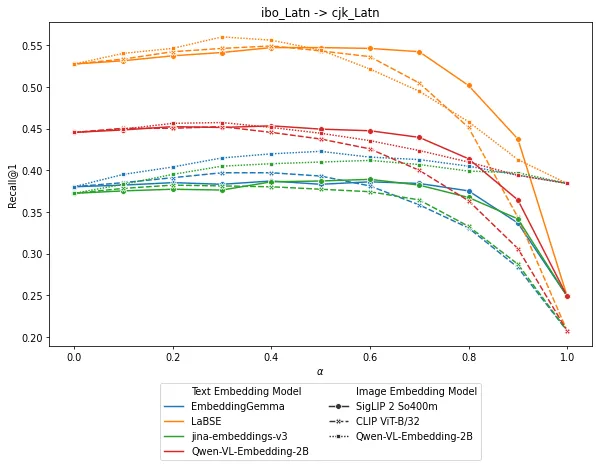 ibo_Latn -> cjk_Latn
Recall@1
0.55
0.50
0.45
0.40
0.35
0.30
0.25
0.20
0.0 0.2 0.4 0.6 0.8 1.0
α
Text Embedding Model
EmbeddingGemma
LaBSE
jina-embeddings-v3
Qwen-VL-Embedding-2B
Image Embedding Model
SigLIP 2 So400m
CLIP ViT-B/32
Qwen-VL-Embedding-2B